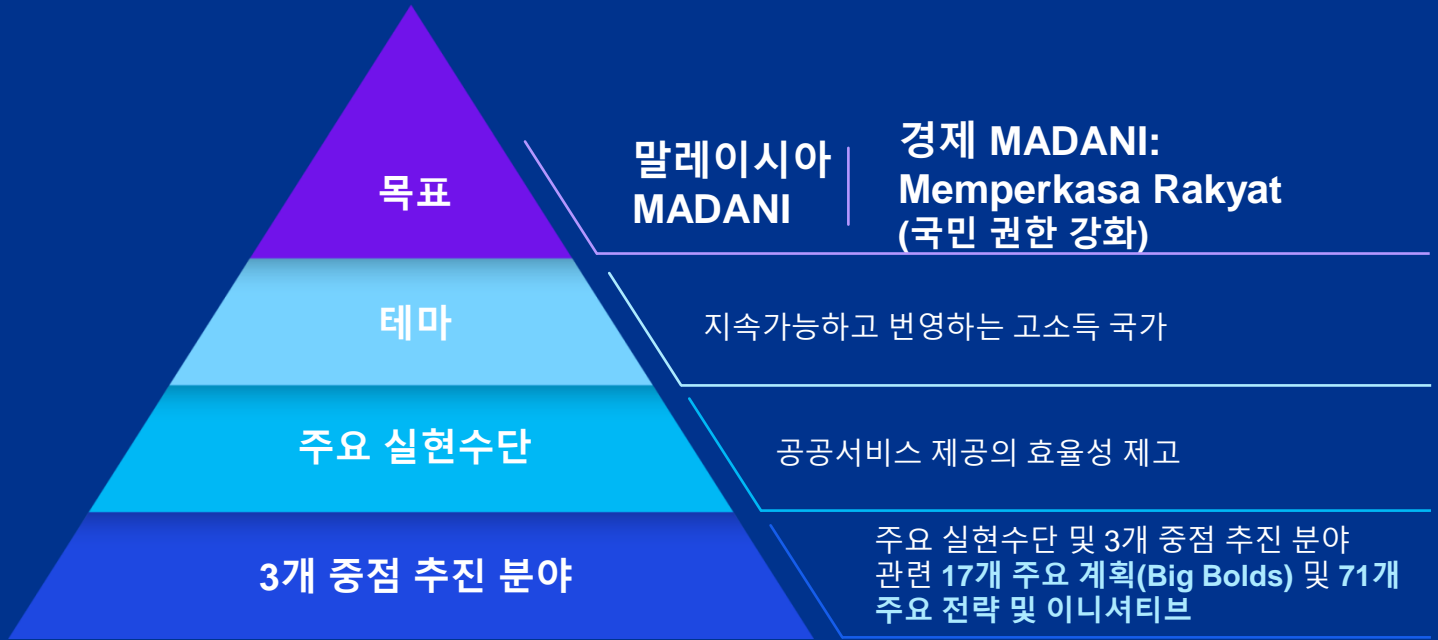 목표
말레이시아
MADANI
경제 MADANI:
Memperkasa Rakyat
(국민 권한 강화)
테마
지속가능하고 번영하는 고소득 국가
주요 실현수단
공공서비스 제공의 효율성 제고
3개 중점 추진 분야
주요 실현수단 및 3개 중점 추진 분야
관련 17개 주요 계획(Big Bolds) 및 71개
주요 전략 및 이니셔티브